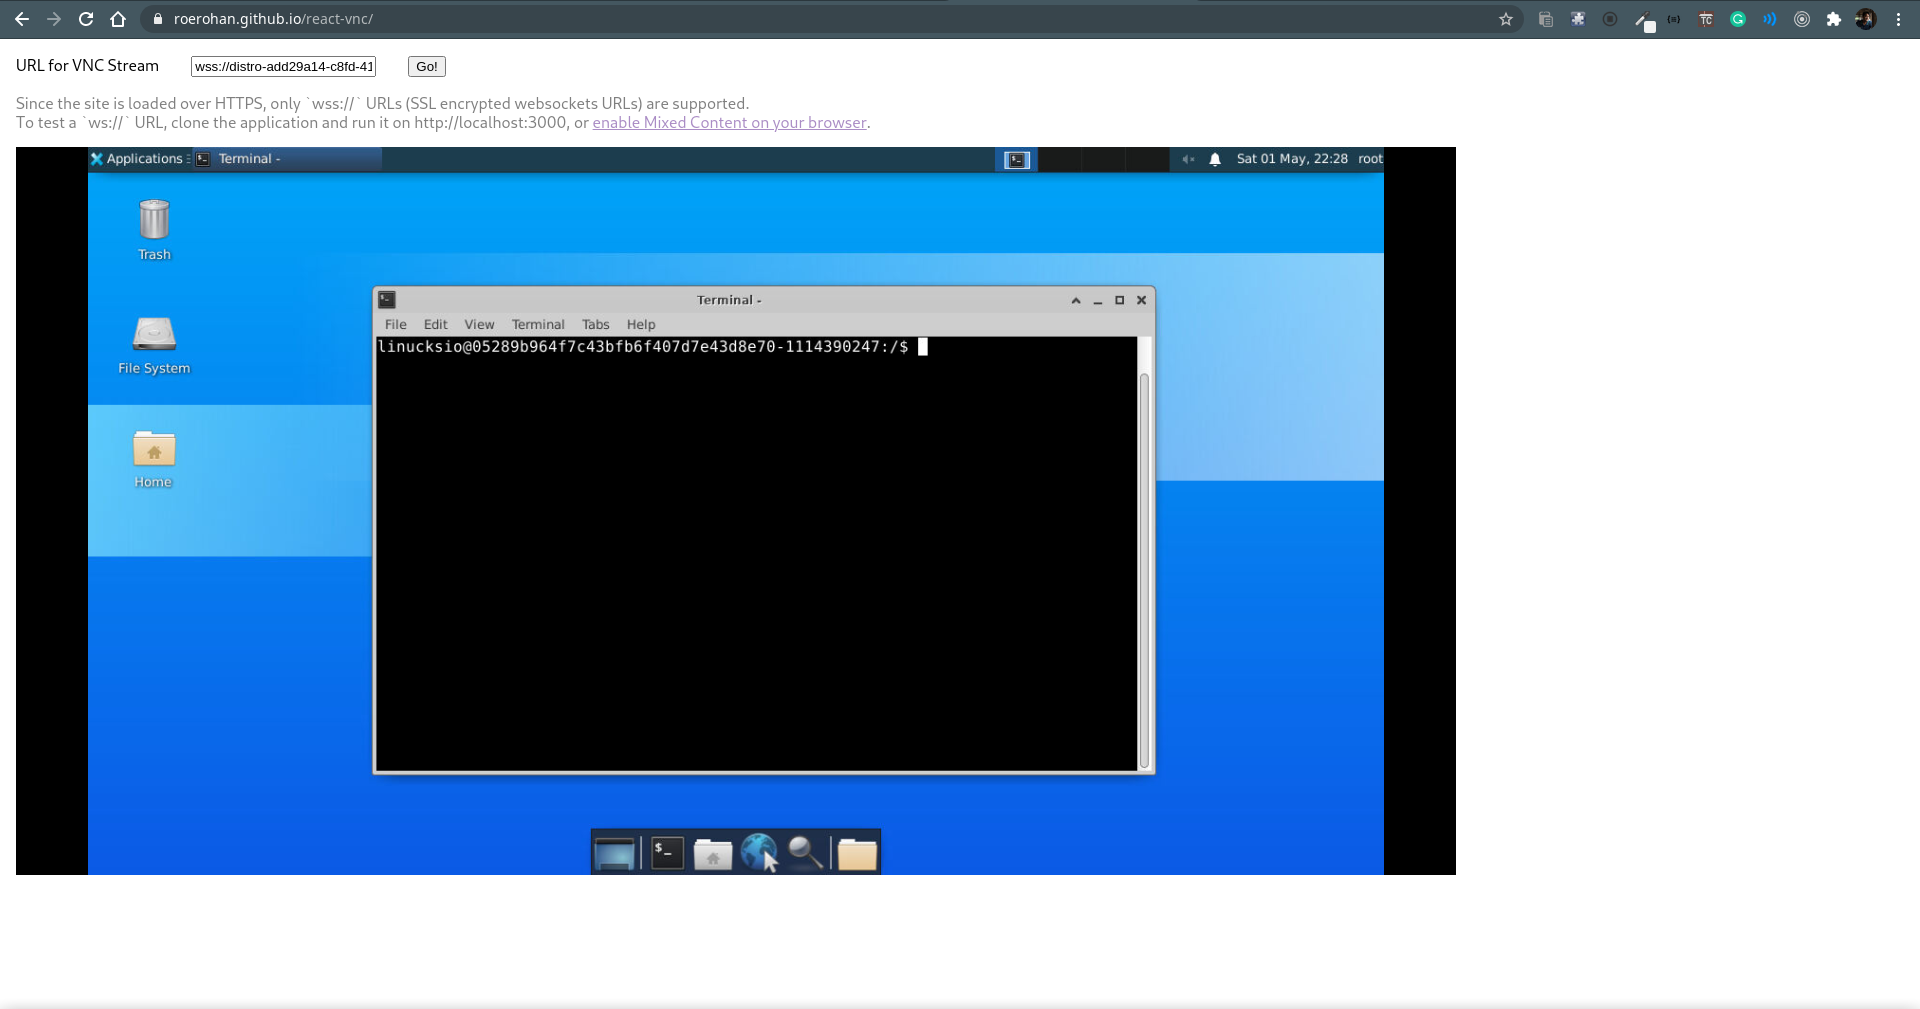 roerohan.github.io/react-vnc/
URL for VNC Stream wss://distro-add29a14-c8fd-41 Go!
Since the site is loaded over HTTPS, only `wss://` URLs (SSL encrypted websockets URLs) are supported.
To test a `ws://` URL, clone the application and run it on http://localhost:3000, or enable Mixed Content on your browser.
Applications Terminal - Sat 01 May, 22:28 root
Trash
File System
Home
Terminal -
File Edit View Terminal Tabs Help
linucksio@05289b964f7c43bfb6f407d7e43d8e70-1114390247:/$
$_